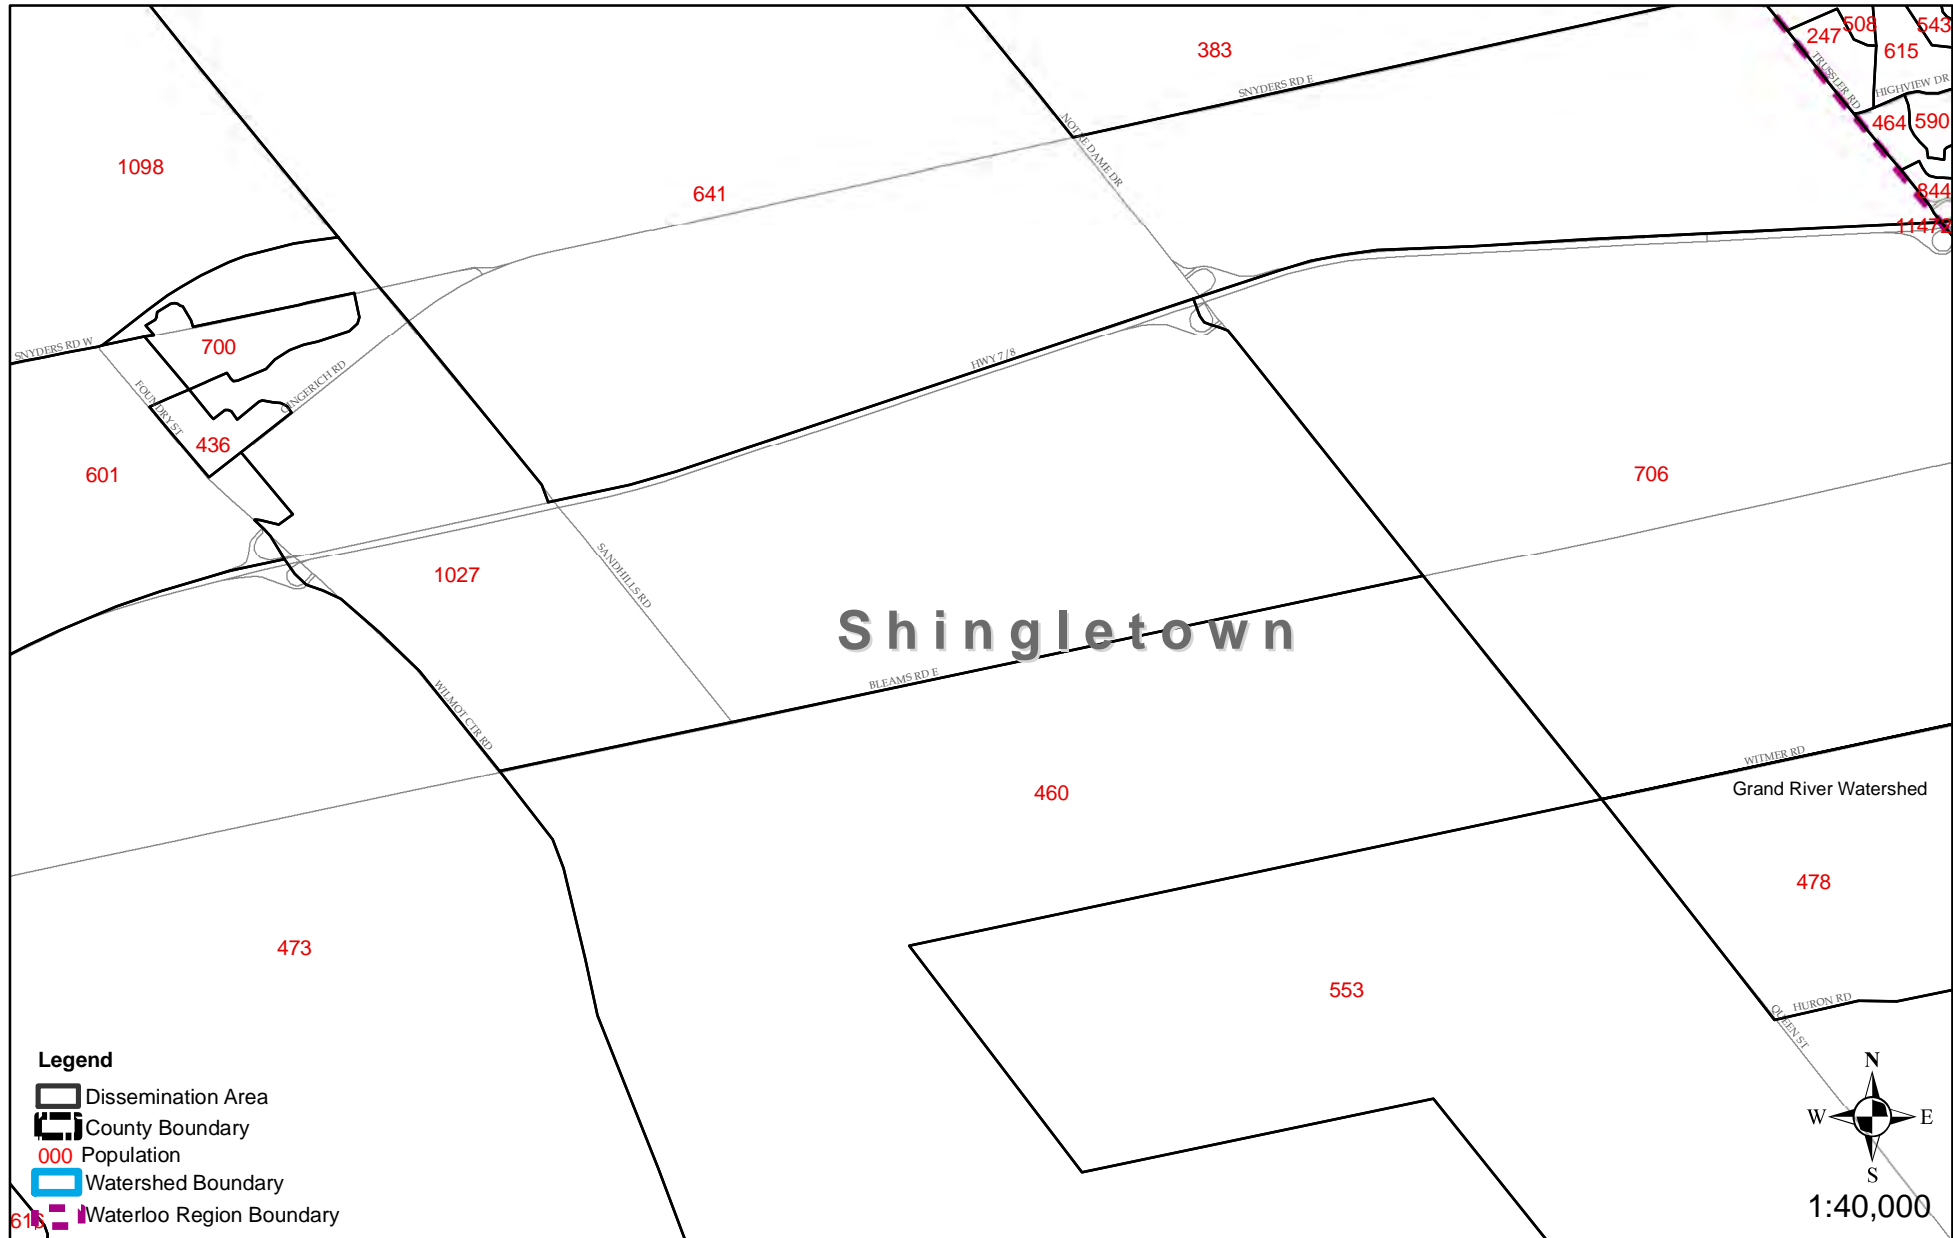 508
543
247
615
383
TRUSSLER RD
SNYDERS RD E
HIGHVIEW DR
464
590
NOTRE DAME DR
1098
641
844
SNYDERS RD W
700
HWY 7/8
GINGERICH RD
FOUNDRY ST
436
601
706
1027
SANDHILLS RD
Shingletown
BLEAMS RD E
WILMOT CTR RD
WITMER RD
Grand River Watershed
460
478
473
553
HURON RD
QUEEN ST
Legend
Dissemination Area
County Boundary
000 Population
Watershed Boundary
Waterloo Region Boundary
N
W
E
S
1:40,000